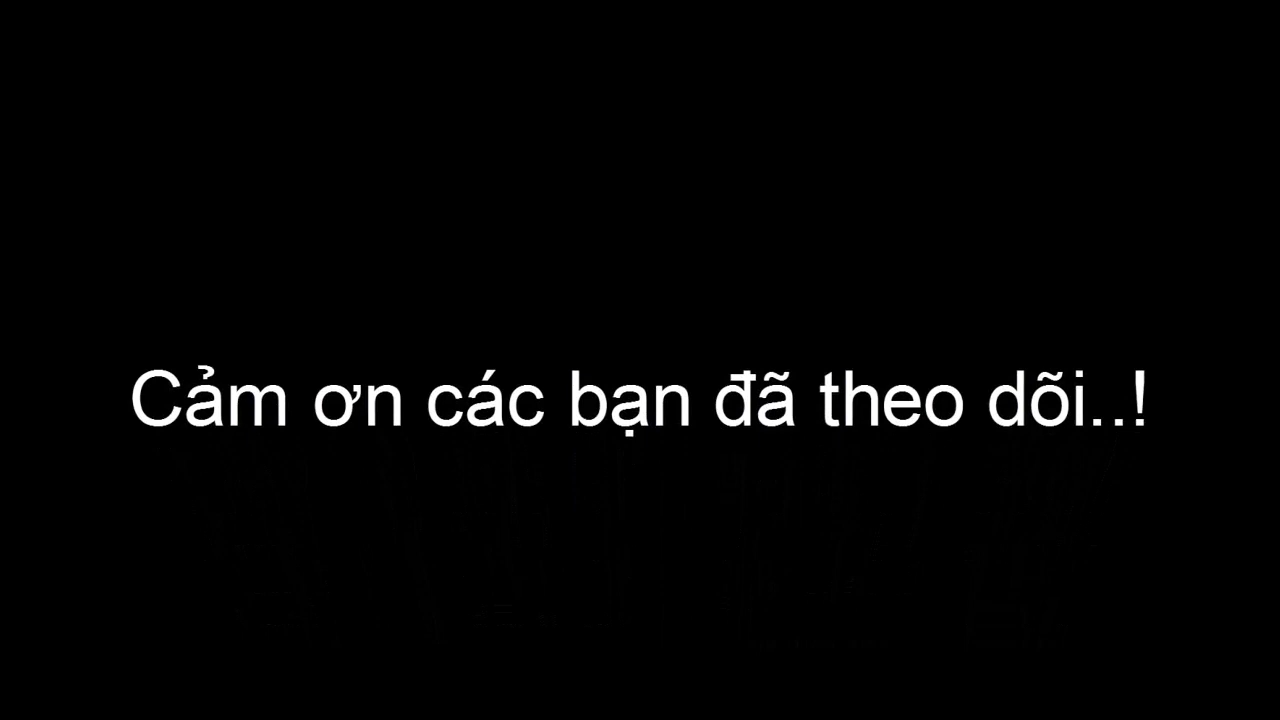 Cảm ơn các bạn đã theo dõi..!